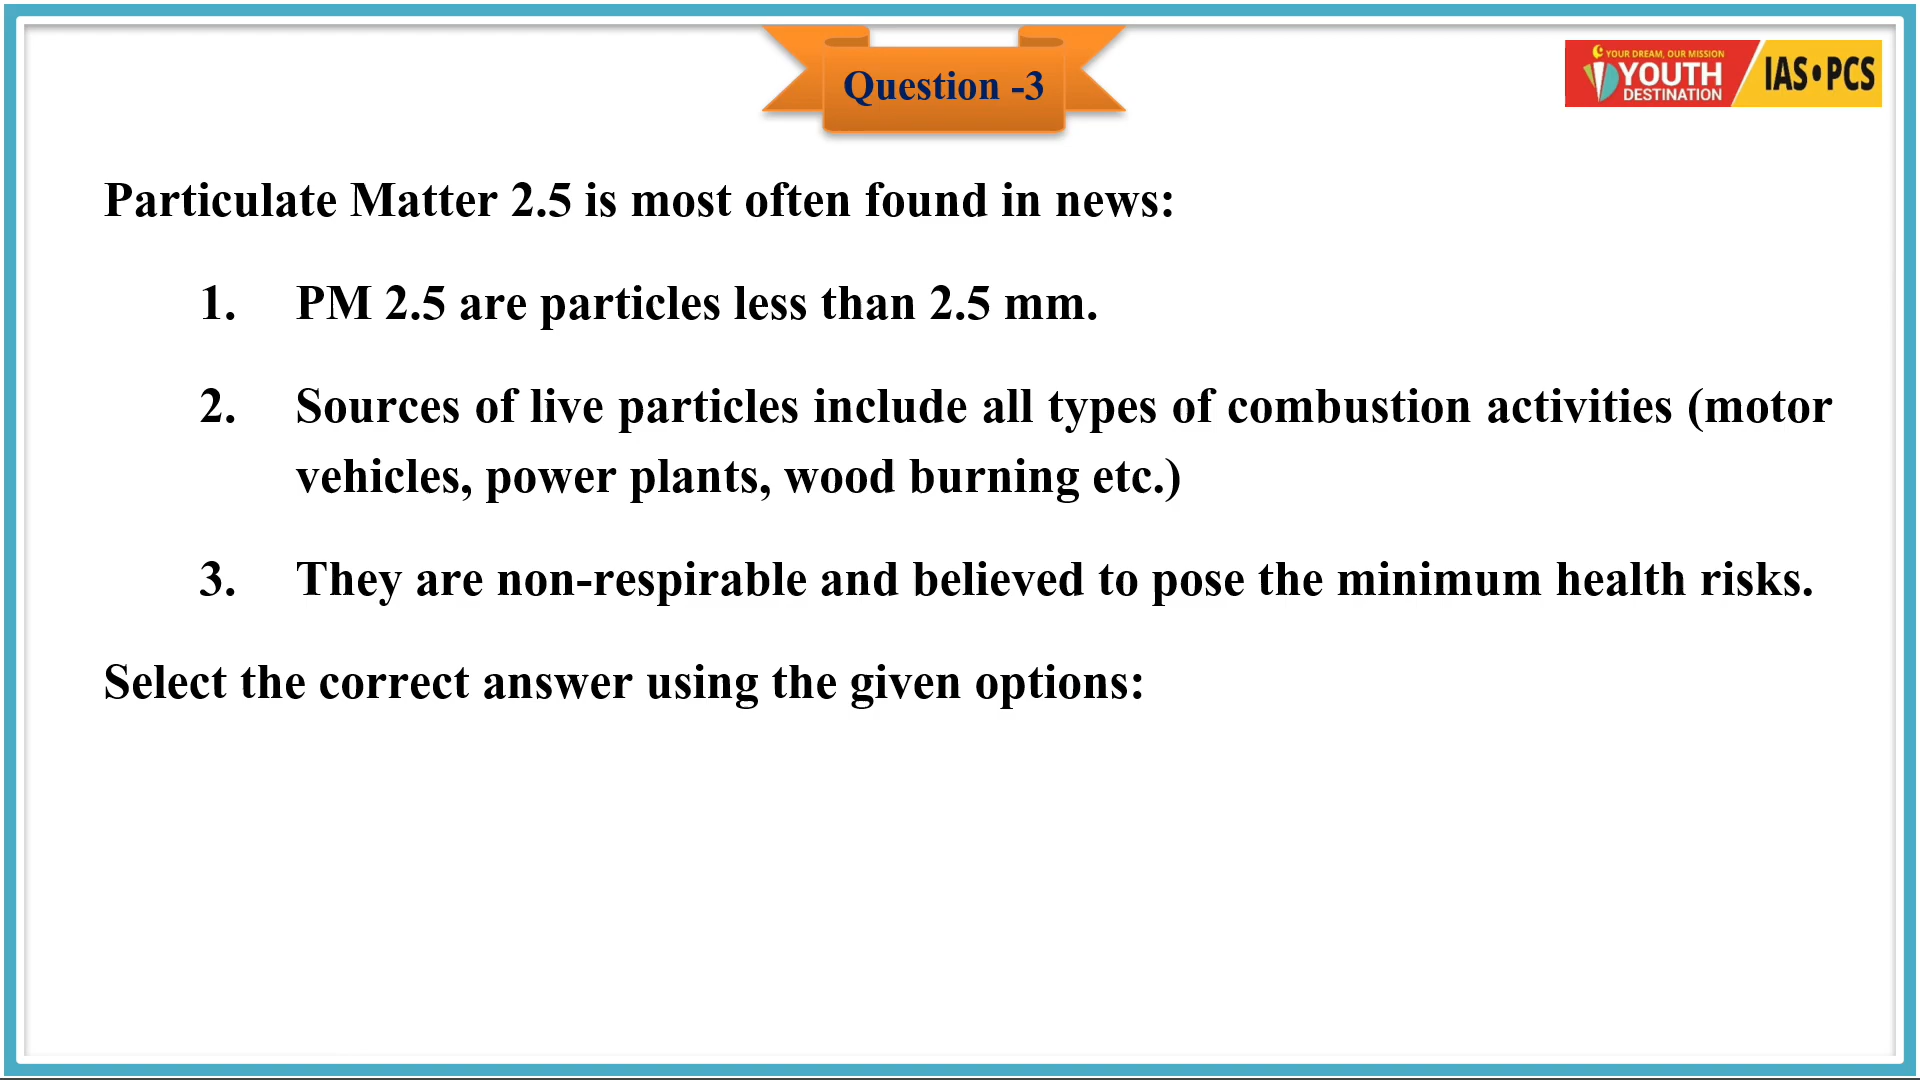 Question -3
YOUR DREAM, OUR MISSION
YOUTH
DESTINATION
IAS•PCS
Particulate Matter 2.5 is most often found in news:
1. PM 2.5 are particles less than 2.5 mm.
2. Sources of live particles include all types of combustion activities (motor
vehicles, power plants, wood burning etc.)
3. They are non-respirable and believed to pose the minimum health risks.
Select the correct answer using the given options: